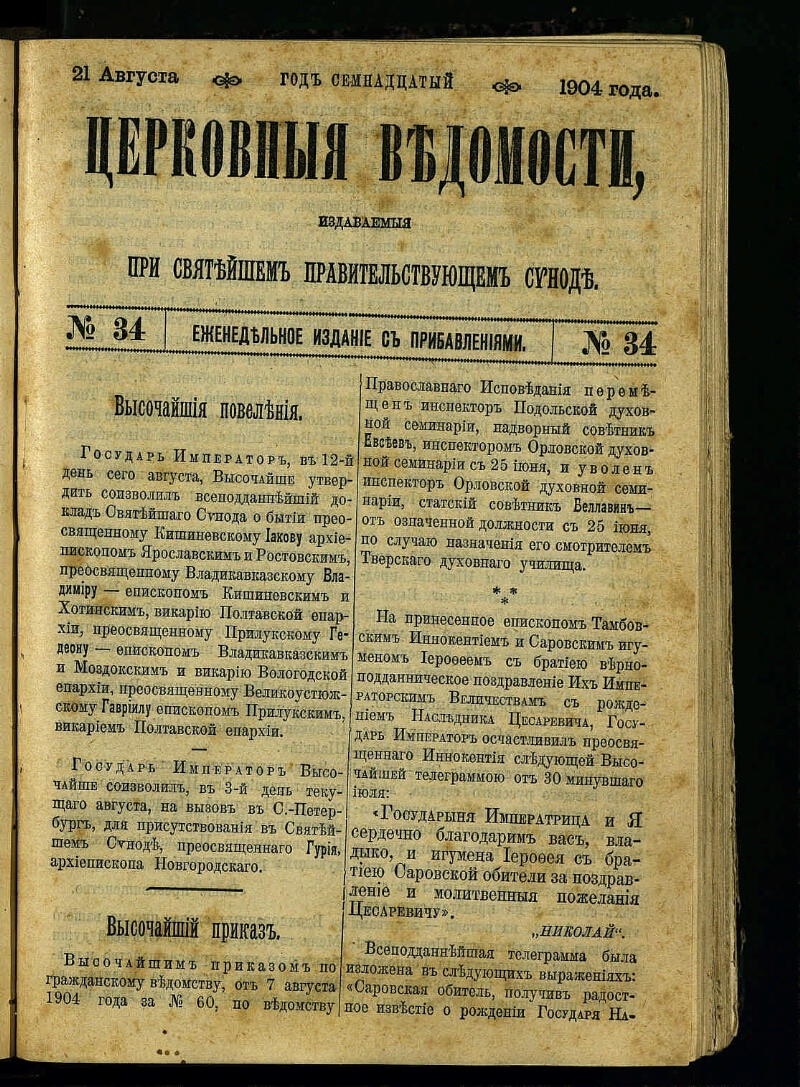 21 Августа
ГОДЪ СЕМНАДЦАТЫЙ
1904 года.
ЦЕРКОВНЫЯ ВѢДОМОСТИ,
ИЗДАВАЕМЫЯ
ПРИ СВЯТѢЙШЕМЪ ПРАВИТЕЛЬСТВУЮЩЕМЪ СѴНОДѢ.
№ 34
ЕЖЕНЕДѢЛЬНОЕ ИЗДАНІЕ СЪ ПРИБАВЛЕНІЯМИ.
№ 34
Высочайшія повелѣнія.
Государь Императоръ, въ 12-й
день сего августа, Высочайше утвер-
дить соизволилъ всеподданнѣйшій до-
кладъ Святѣйшаго Сѵнода о бытіи прео-
священному Кишиневскому Іакову архіе-
пископомъ Ярославскимъ и Ростовскимъ,
преосвященному Владикавказскому Вла-
диміру — епископомъ Кишиневскимъ и
Хотинскимъ, викарію Полтавской епар-
хіи, преосвященному Прилукскому Ге-
деону — епископомъ Владикавказскимъ
и Моздокскимъ и викарію Вологодской
епархіи, преосвященному Великоустюж-
скому Гавріилу епископомъ Прилукскимъ,
викаріемъ Полтавской епархіи.
Государь Императоръ Высо-
чайше соизволилъ, въ 3-й день теку-
щаго августа, на вызовъ въ С.-Петер-
бургъ, для присутствованія въ Святѣй-
шемъ Сѵнодѣ, преосвященнаго Гурія,
архіепископа Новгородскаго.
Высочайшій приказъ.
Высочайшимъ приказомъ по
гражданскому вѣдомству, отъ 7 августа
1904 года за № 60, по вѣдомству
Православнаго Исповѣданія перемѣ-
щенъ инспекторъ Подольской духов-
ной семинаріи, надворный совѣтникъ
Евсѣевъ, инспекторомъ Орловской духов-
ной семинаріи съ 25 іюня, и уволенъ
инспекторъ Орловской духовной семи-
наріи, статскій совѣтникъ Беллавинъ—
отъ означенной должности съ 25 іюня,
по случаю назначенія его смотрителемъ
Тверскаго духовнаго училища.
* *
*
На принесенное епископомъ Тамбов-
скимъ Иннокентіемъ и Саровскимъ игу-
меномъ Іероѳеемъ съ братіею вѣрно-
подданническое поздравленіе Ихъ Импе-
раторскимъ Величествамъ съ рожде-
ніемъ Наслѣдника Цесаревича, Госу-
дарь Императоръ осчастливилъ преосвя-
щеннаго Иннокентія слѣдующей Высо-
чайшей телеграммою отъ 30 минувшаго
іюля:
«Государыня Императрица и Я
сердечно благодаримъ васъ, вла-
дыко, и игумена Іероѳея съ бра-
тіею Саровской обители за поздрав-
леніе и молитвенныя пожеланія
Цесаревичу».
„НИКОЛАЙ“.
Всеподданнѣйшая телеграмма была
изложена въ слѣдующихъ выраженіяхъ:
«Саровская обитель, получивъ радост-
ное извѣстіе о рожденіи Государя На-